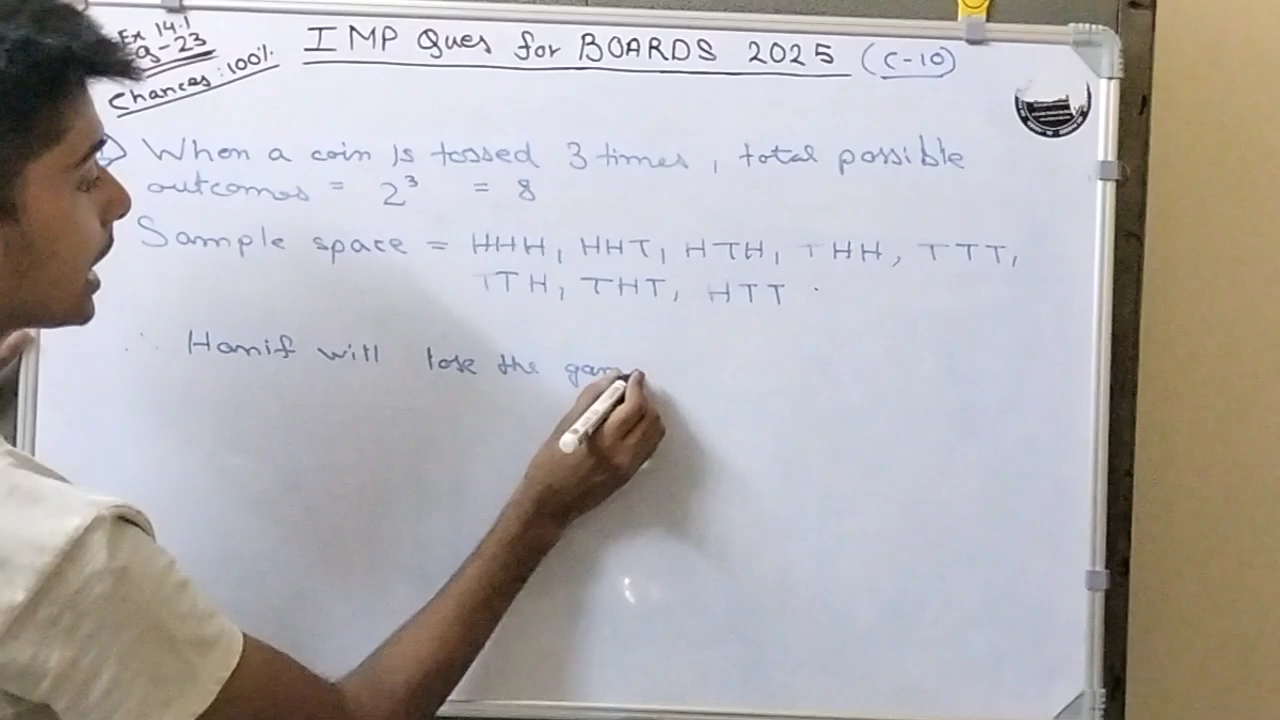 Ex 14.1
Q-23
Chances: 100%
IMP Ques for BOARDS 2025 (C-10)
When a coin is tossed 3 times, total possible
outcomes = 2³ = 8
Sample space = HHH, HHT, HTH, THH, TTT,
TTH, THT, HTT.
∴ Hanif will lose the gam